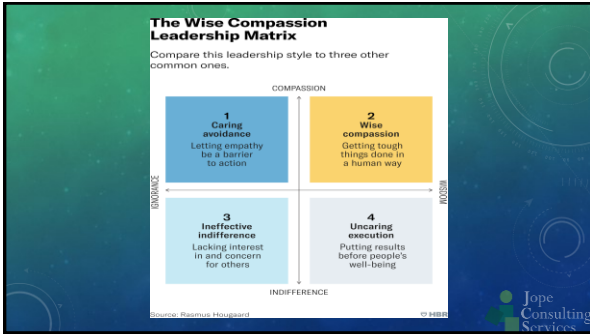 The Wise Compassion
Leadership Matrix
Compare this leadership style to three other
common ones.
COMPASSION
1
Caring
avoidance
Letting empathy
be a barrier
to action
2
Wise
compassion
Getting tough
things done in
a human way
IGNORANCE
WISDOM
3
Ineffective
indifference
Lacking interest
in and concern
for others
4
Uncaring
execution
Putting results
before people's
well-being
INDIFFERENCE
Source: Rasmus Hougaard
HBR
Jope
Consulting
Services